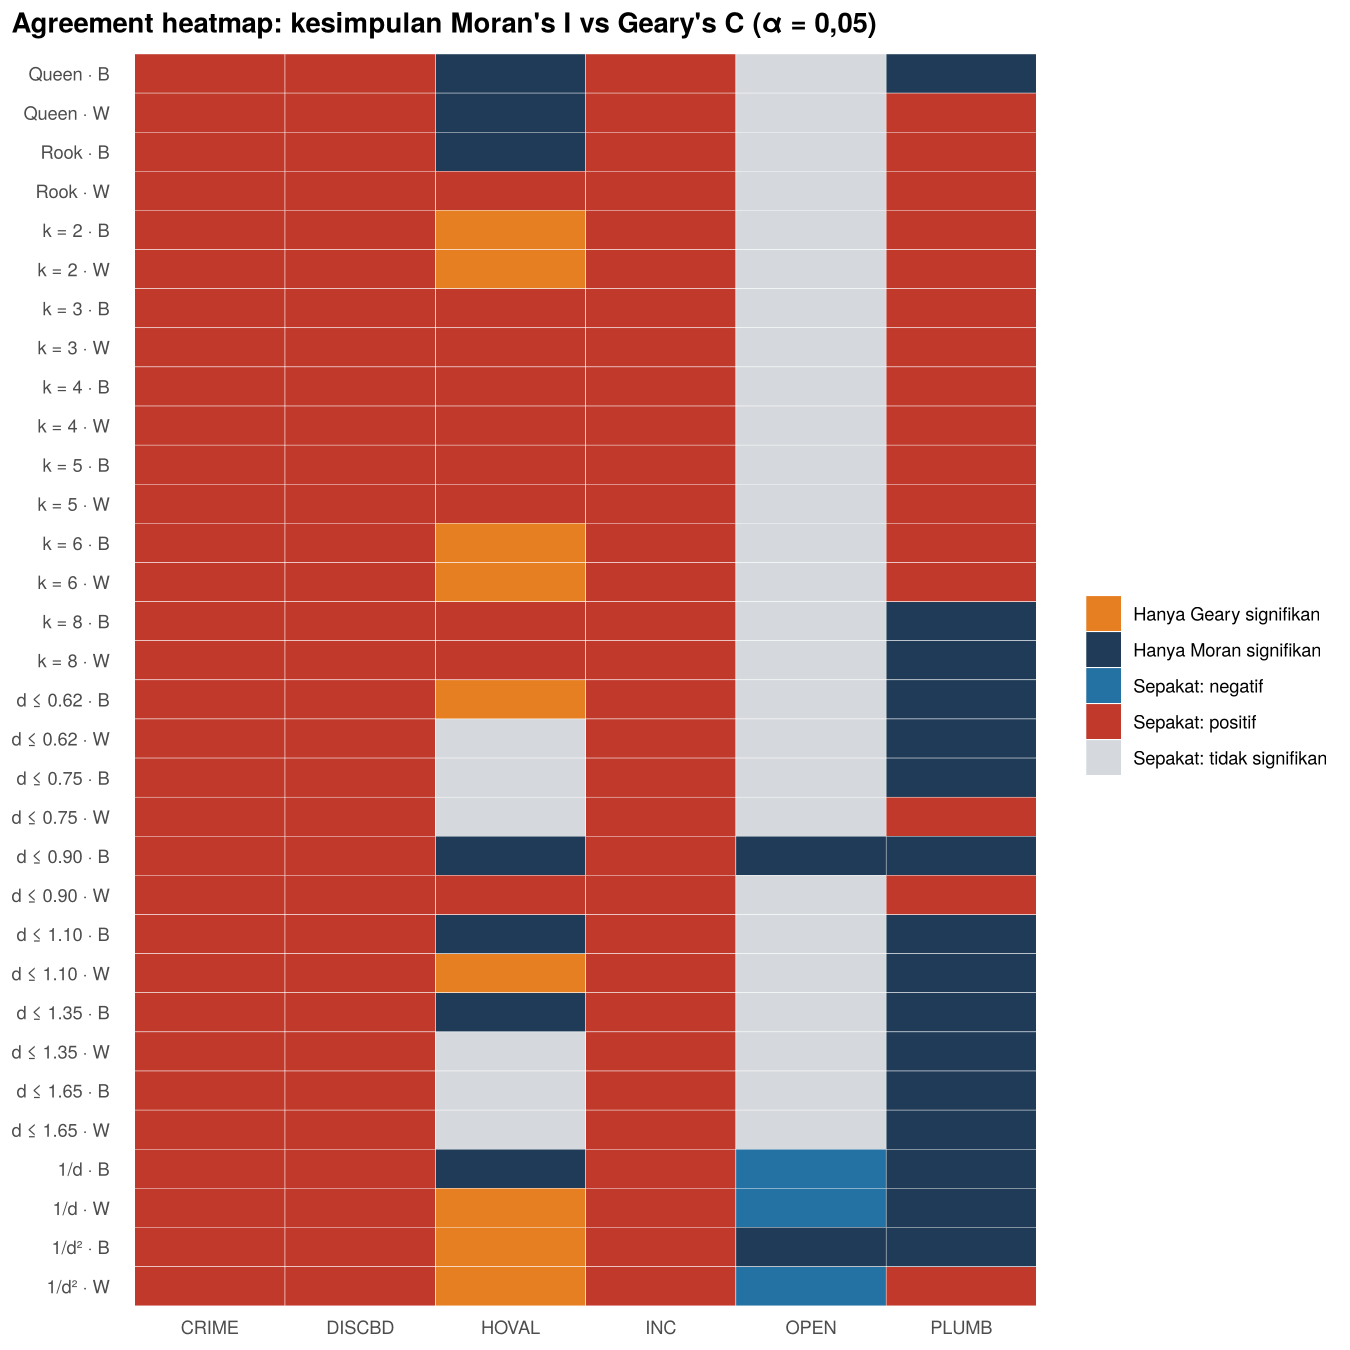 Agreement heatmap: kesimpulan Moran's I vs Geary's C (α = 0,05)
Queen · B
Queen · W
Rook · B
Rook · W
k = 2 · B
k = 2 · W
k = 3 · B
k = 3 · W
k = 4 · B
k = 4 · W
k = 5 · B
k = 5 · W
k = 6 · B
k = 6 · W
k = 8 · B
k = 8 · W
d ≤ 0.62 · B
d ≤ 0.62 · W
d ≤ 0.75 · B
d ≤ 0.75 · W
d ≤ 0.90 · B
d ≤ 0.90 · W
d ≤ 1.10 · B
d ≤ 1.10 · W
d ≤ 1.35 · B
d ≤ 1.35 · W
d ≤ 1.65 · B
d ≤ 1.65 · W
1/d · B
1/d · W
1/d² · B
1/d² · W
CRIME DISCBD HOVAL INC OPEN PLUMB
Hanya Geary signifikan
Hanya Moran signifikan
Sepakat: negatif
Sepakat: positif
Sepakat: tidak signifikan